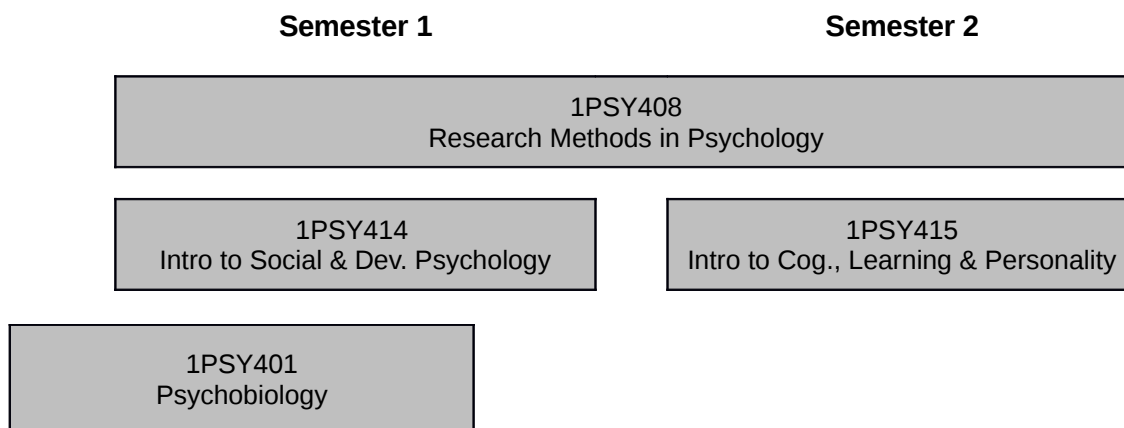 Semester 1
Semester 2
1PSY408
Research Methods in Psychology
1PSY414
Intro to Social & Dev. Psychology
1PSY415
Intro to Cog., Learning & Personality
1PSY401
Psychobiology